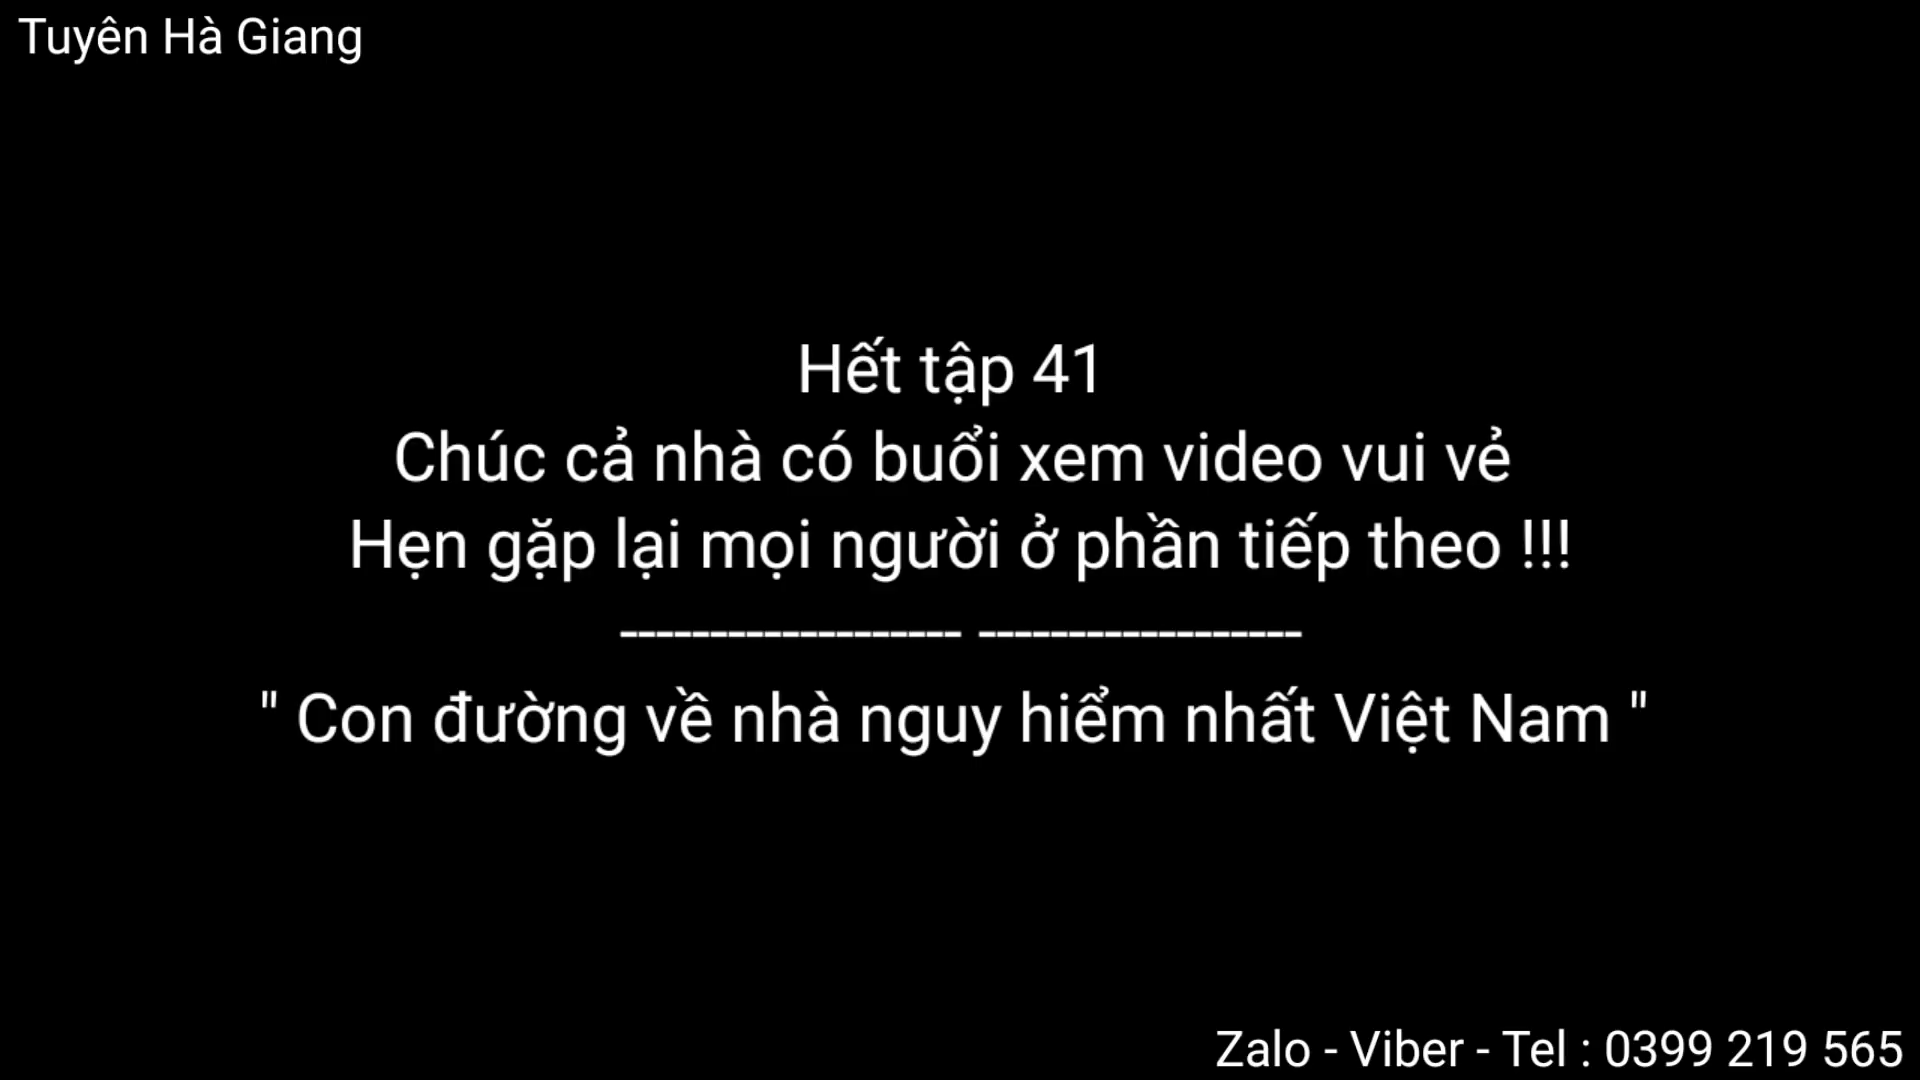 Tuyên Hà Giang
Hết tập 41
Chúc cả nhà có buổi xem video vui vẻ
Hẹn gặp lại mọi người ở phần tiếp theo !!!
------------------- ------------------
" Con đường về nhà nguy hiểm nhất Việt Nam "
Zalo - Viber - Tel : 0399 219 565